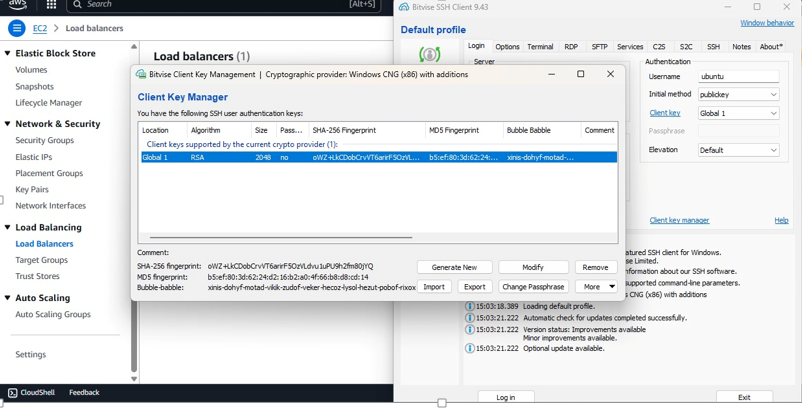 aws
Search
[Alt+S]
EC2 > Load balancers
Elastic Block Store
Volumes
Snapshots
Lifecycle Manager
Network & Security
Security Groups
Elastic IPs
Placement Groups
Key Pairs
Network Interfaces
Load Balancing
Load Balancers
Target Groups
Trust Stores
Auto Scaling
Auto Scaling Groups
Settings
CloudShell Feedback
Load balancers (1)
Bitvise SSH Client 9.43
Window behavior
Default profile
Login Options Terminal RDP SFTP Services C2S S2C SSH Notes About*
Server
Authentication
Username ubuntu
Initial method publickey
Client key Global 1
Passphrase
Elevation Default
Client key manager Help
Bitvise Client Key Management | Cryptographic provider: Windows CNG (x86) with additions
Client Key Manager
You have the following SSH user authentication keys:
Location Algorithm Size Pass... SHA-256 Fingerprint MD5 Fingerprint Bubble Babble Comment
Client keys supported by the current crypto provider (1):
Global 1 RSA 2048 no oWZ+LkCDobCrvVT6arirF5OzVL... b5:ef:80:3d:62:24:... xinis-dohyf-motad-...
Comment:
SHA-256 fingerprint: oWZ+LkCDobCrvVT6arirF5OzVLdvu1uPU9h2fm80jYQ
MD5 fingerprint: b5:ef:80:3d:62:24:d2:16:b2:a0:4f:66:b8:d8:cd:14
Bubble-babble: xinis-dohyf-motad-vikik-zudof-veker-hecoz-lysol-hezut-pobof-rixox
Generate New Modify Remove
Import Export Change Passphrase More
atured SSH client for Windows.
se Limited.
nformation about our SSH software.
supported command-line parameters.
s CNG (x86) with additions
15:03:18.389 Loading default profile.
15:03:21.222 Automatic check for updates completed successfully.
15:03:21.222 Version status: Improvements available
Minor improvements available.
15:03:21.222 Optional update available.
Log in Exit